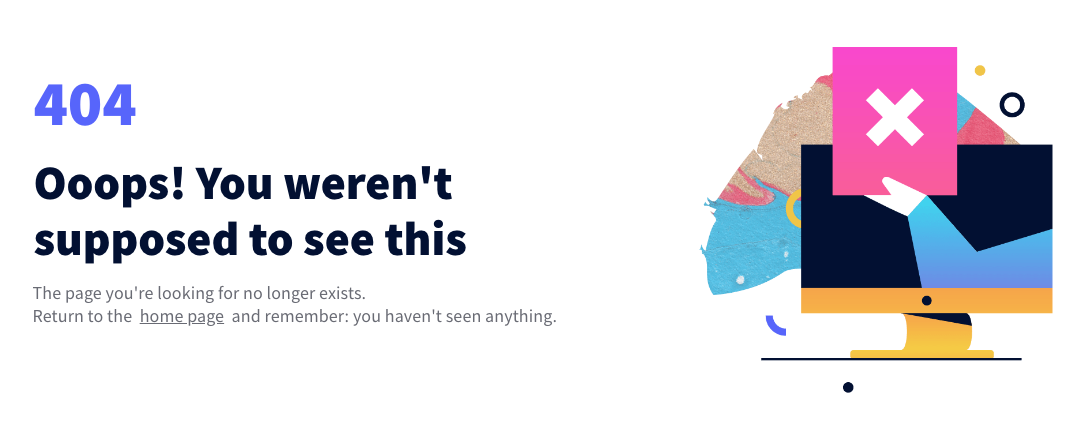 404
Ooops! You weren't
supposed to see this
The page you're looking for no longer exists.
Return to the home page and remember: you haven't seen anything.